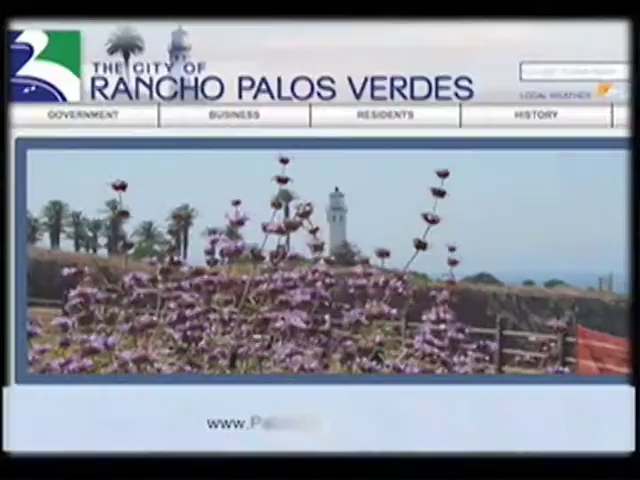 THE CITY OF
RANCHO PALOS VERDES
LOCAL WEATHER
GOVERNMENT
BUSINESS
RESIDENTS
HISTORY